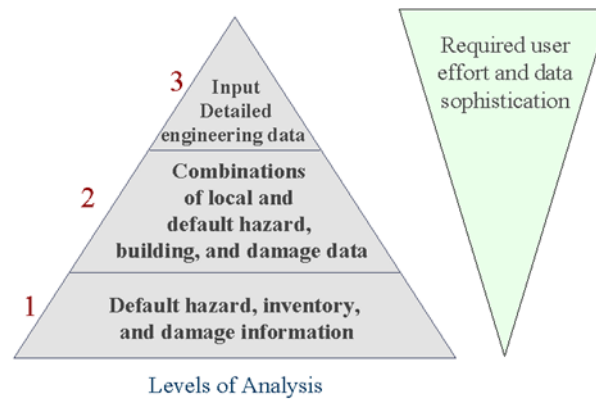 3
Input
Detailed
engineering data
2
Combinations
of local and
default hazard,
building, and damage data
1
Default hazard, inventory,
and damage information
Levels of Analysis
Required user
effort and data
sophistication